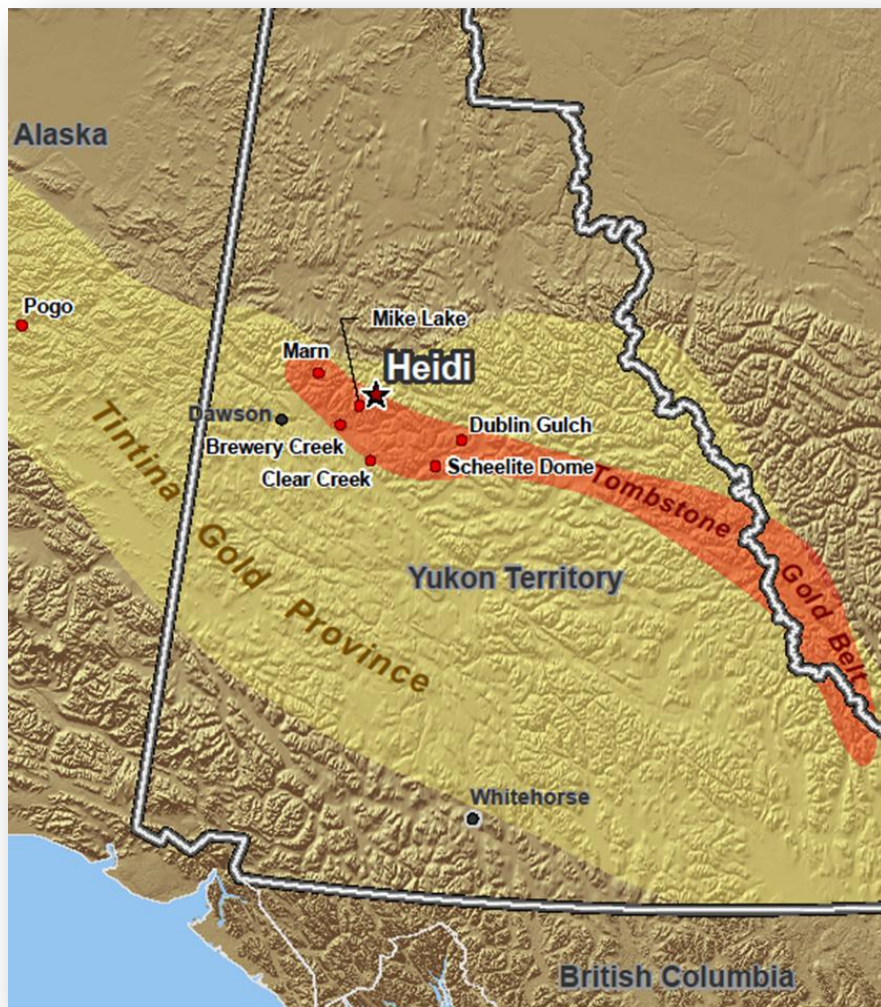 Alaska
Pogo
Mike Lake
Marn
Heidi
Dawson
Dublin Gulch
Brewery Creek
Scheelite Dome
Clear Creek
Tombstone Gold Belt
Tintina Gold Province
Yukon Territory
Whitehorse
British Columbia